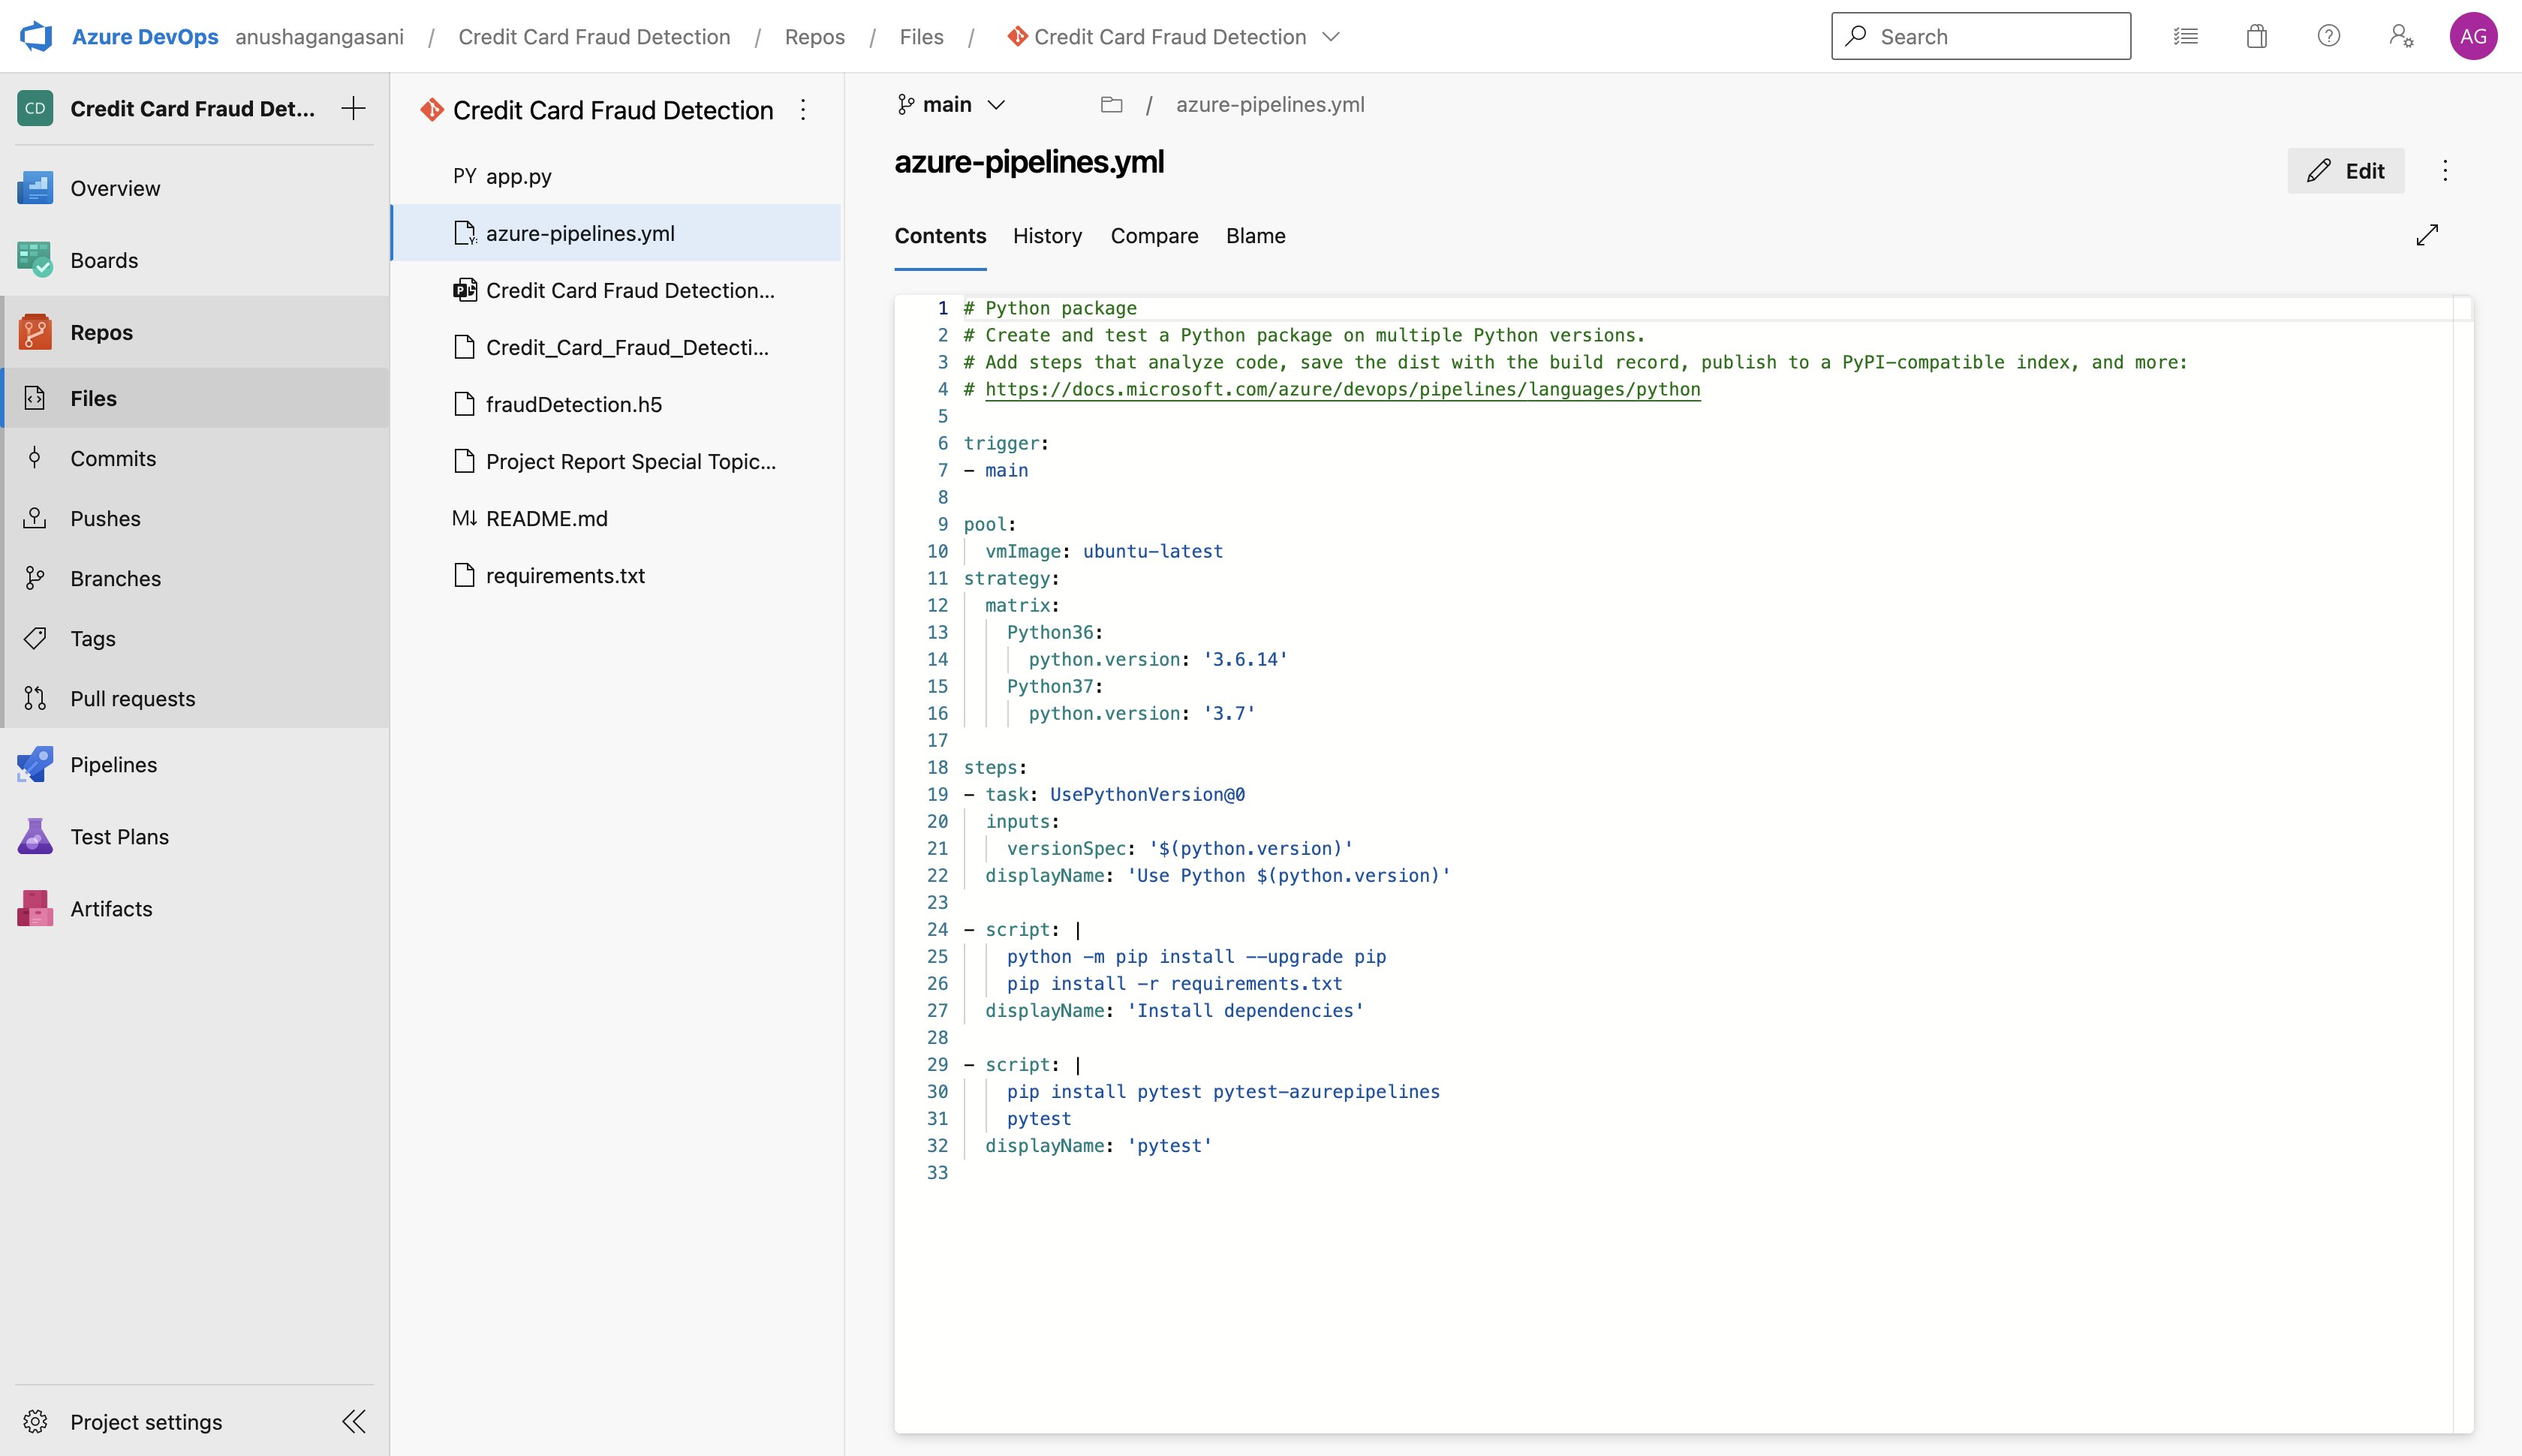 Azure DevOps anushagangasani / Credit Card Fraud Detection / Repos / Files / Credit Card Fraud Detection
Search
AG
CD Credit Card Fraud Det...
Overview
Boards
Repos
Files
Commits
Pushes
Branches
Tags
Pull requests
Pipelines
Test Plans
Artifacts
Project settings
Credit Card Fraud Detection
PY app.py
azure-pipelines.yml
Credit Card Fraud Detection...
Credit_Card_Fraud_Detecti...
fraudDetection.h5
Project Report Special Topic...
M↓ README.md
requirements.txt
main / azure-pipelines.yml
azure-pipelines.yml
Edit
Contents History Compare Blame
1 # Python package
2 # Create and test a Python package on multiple Python versions.
3 # Add steps that analyze code, save the dist with the build record, publish to a PyPI-compatible index, and more:
4 # https://docs.microsoft.com/azure/devops/pipelines/languages/python
5
6 trigger:
7 - main
8
9 pool:
10 vmImage: ubuntu-latest
11 strategy:
12 matrix:
13 Python36:
14 python.version: '3.6.14'
15 Python37:
16 python.version: '3.7'
17
18 steps:
19 - task: UsePythonVersion@0
20 inputs:
21 versionSpec: '$(python.version)'
22 displayName: 'Use Python $(python.version)'
23
24 - script: |
25 python -m pip install --upgrade pip
26 pip install -r requirements.txt
27 displayName: 'Install dependencies'
28
29 - script: |
30 pip install pytest pytest-azurepipelines
31 pytest
32 displayName: 'pytest'
33